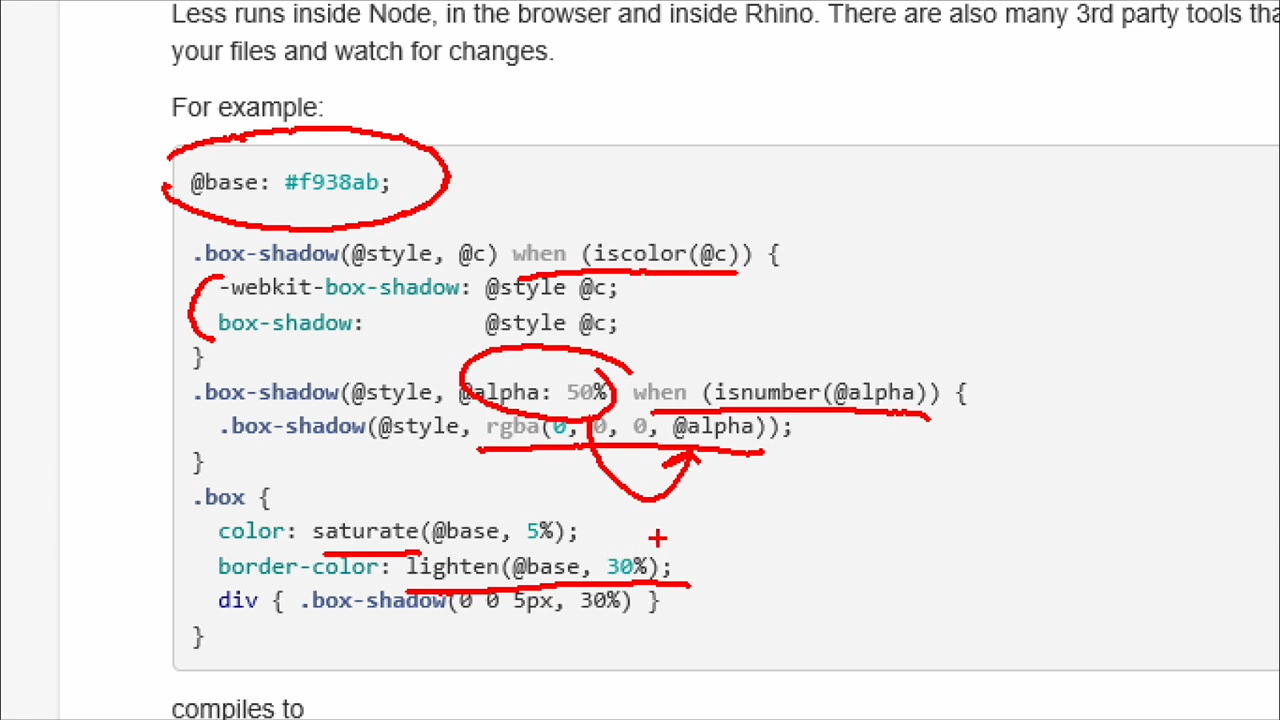 Less runs inside Node, in the browser and inside Rhino. There are also many 3rd party tools
your files and watch for changes.
For example:
@base: #f938ab;
.box-shadow(@style, @c) when (iscolor(@c)) {
-webkit-box-shadow: @style @c;
box-shadow: @style @c;
}
.box-shadow(@style, @alpha: 50%) when (isnumber(@alpha)) {
.box-shadow(@style, rgba(0, 0, 0, @alpha));
}
.box {
color: saturate(@base, 5%);
border-color: lighten(@base, 30%);
div { .box-shadow(0 0 5px, 30%) }
}
compiles to